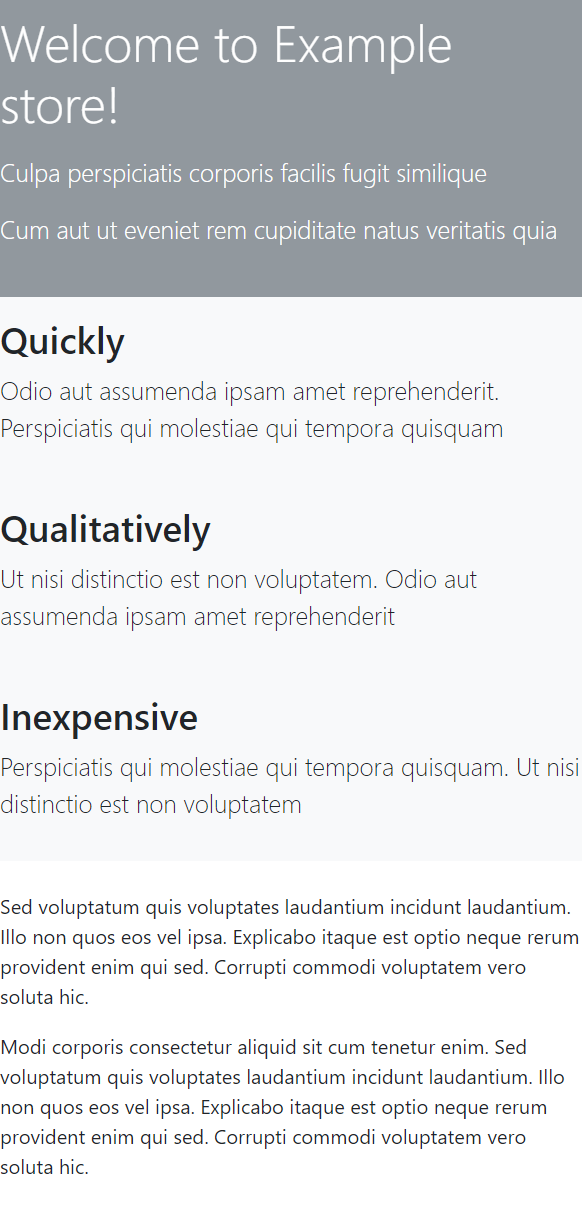 Welcome to Example
store!
Culpa perspiciatis corporis facilis fugit similique
Cum aut ut eveniet rem cupiditate natus veritatis quia
Quickly
Odio aut assumenda ipsam amet reprehenderit.
Perspiciatis qui molestiae qui tempora quisquam
Qualitatively
Ut nisi distinctio est non voluptatem. Odio aut
assumenda ipsam amet reprehenderit
Inexpensive
Perspiciatis qui molestiae qui tempora quisquam. Ut nisi
distinctio est non voluptatem
Sed voluptatum quis voluptates laudantium incidunt laudantium.
Illo non quos eos vel ipsa. Explicabo itaque est optio neque rerum
provident enim qui sed. Corrupti commodi voluptatem vero
soluta hic.
Modi corporis consectetur aliquid sit cum tenetur enim. Sed
voluptatum quis voluptates laudantium incidunt laudantium. Illo
non quos eos vel ipsa. Explicabo itaque est optio neque rerum
provident enim qui sed. Corrupti commodi voluptatem vero
soluta hic.